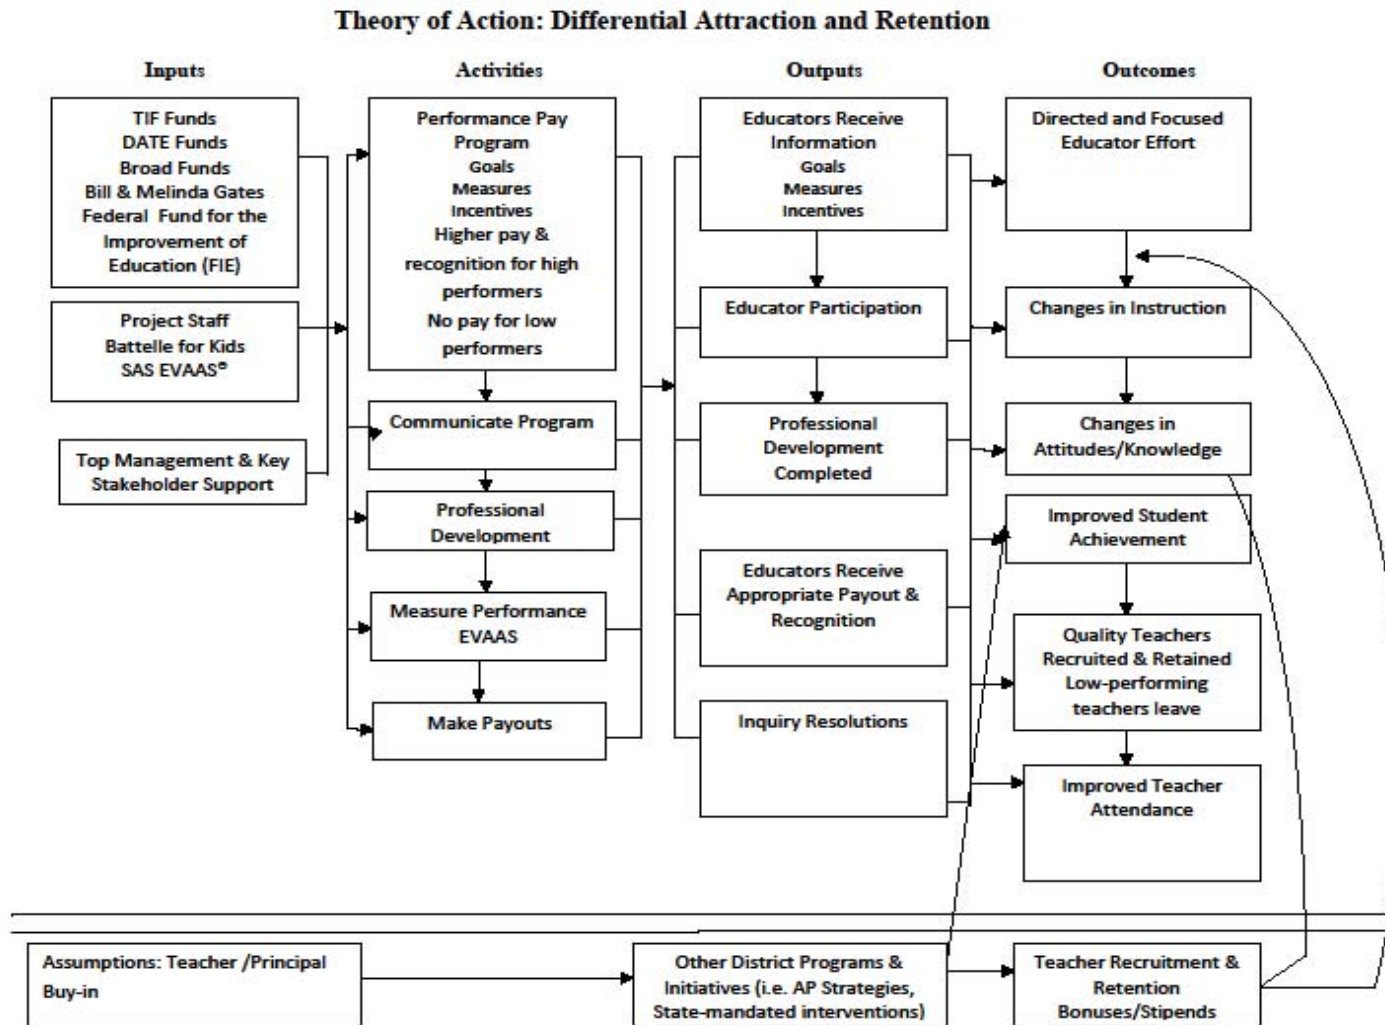 Theory of Action: Differential Attraction and Retention
Inputs
Activities
Outputs
Outcomes
TIF Funds
DATE Funds
Broad Funds
Bill & Melinda Gates
Federal Fund for the
Improvement of
Education (FIE)
Project Staff
Battelle for Kids
SAS EVAAS®
Top Management & Key
Stakeholder Support
Performance Pay
Program
Goals
Measures
Incentives
Higher pay &
recognition for high
performers
No pay for low
performers
Communicate Program
Professional
Development
Measure Performance
EVAAS
Make Payouts
Educators Receive
Information
Goals
Measures
Incentives
Educator Participation
Professional
Development
Completed
Educators Receive
Appropriate Payout &
Recognition
Inquiry Resolutions
Directed and Focused
Educator Effort
Changes in Instruction
Changes in
Attitudes/Knowledge
Improved Student
Achievement
Quality Teachers
Recruited & Retained
Low-performing
teachers leave
Improved Teacher
Attendance
Assumptions: Teacher /Principal
Buy-in
Other District Programs &
Initiatives (i.e. AP Strategies,
State-mandated interventions)
Teacher Recruitment &
Retention
Bonuses/Stipends